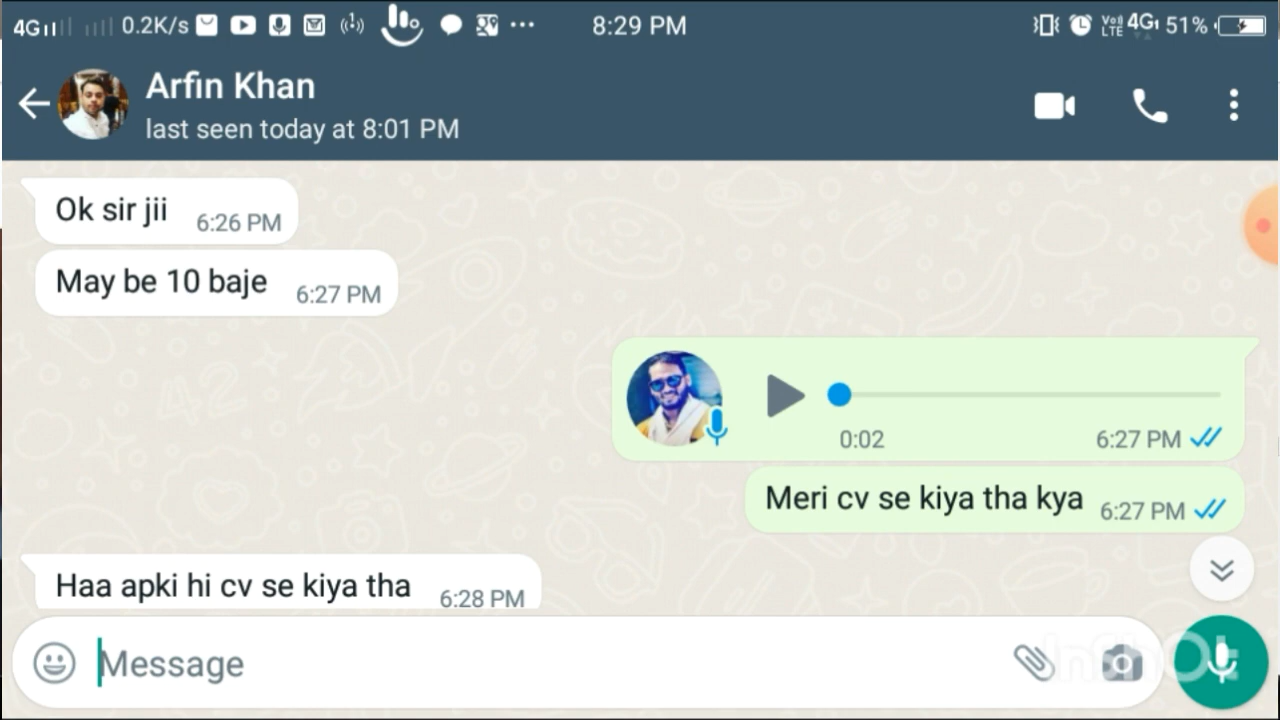 4G 0.2K/s 8:29 PM VoLTE 4G 51%
Arfin Khan
last seen today at 8:01 PM
Ok sir jii 6:26 PM
May be 10 baje 6:27 PM
0:02 6:27 PM
Meri cv se kiya tha kya 6:27 PM
Haa apki hi cv se kiya tha 6:28 PM
Message